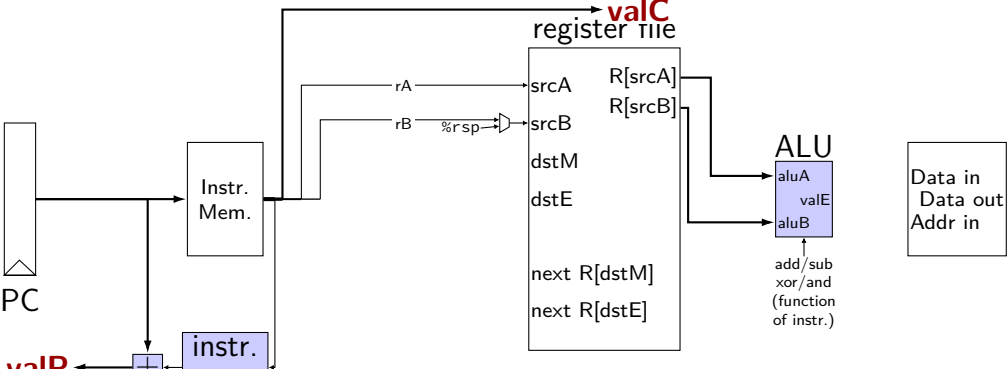 valC
register file
rA
srcA
R[srcA]
R[srcB]
rB
%rsp
srcB
dstM
dstE
next R[dstM]
next R[dstE]
Instr.
Mem.
PC
ALU
aluA
valE
aluB
add/sub
xor/and
(function
of instr.)
Data in
Data out
Addr in
instr.
+
valP